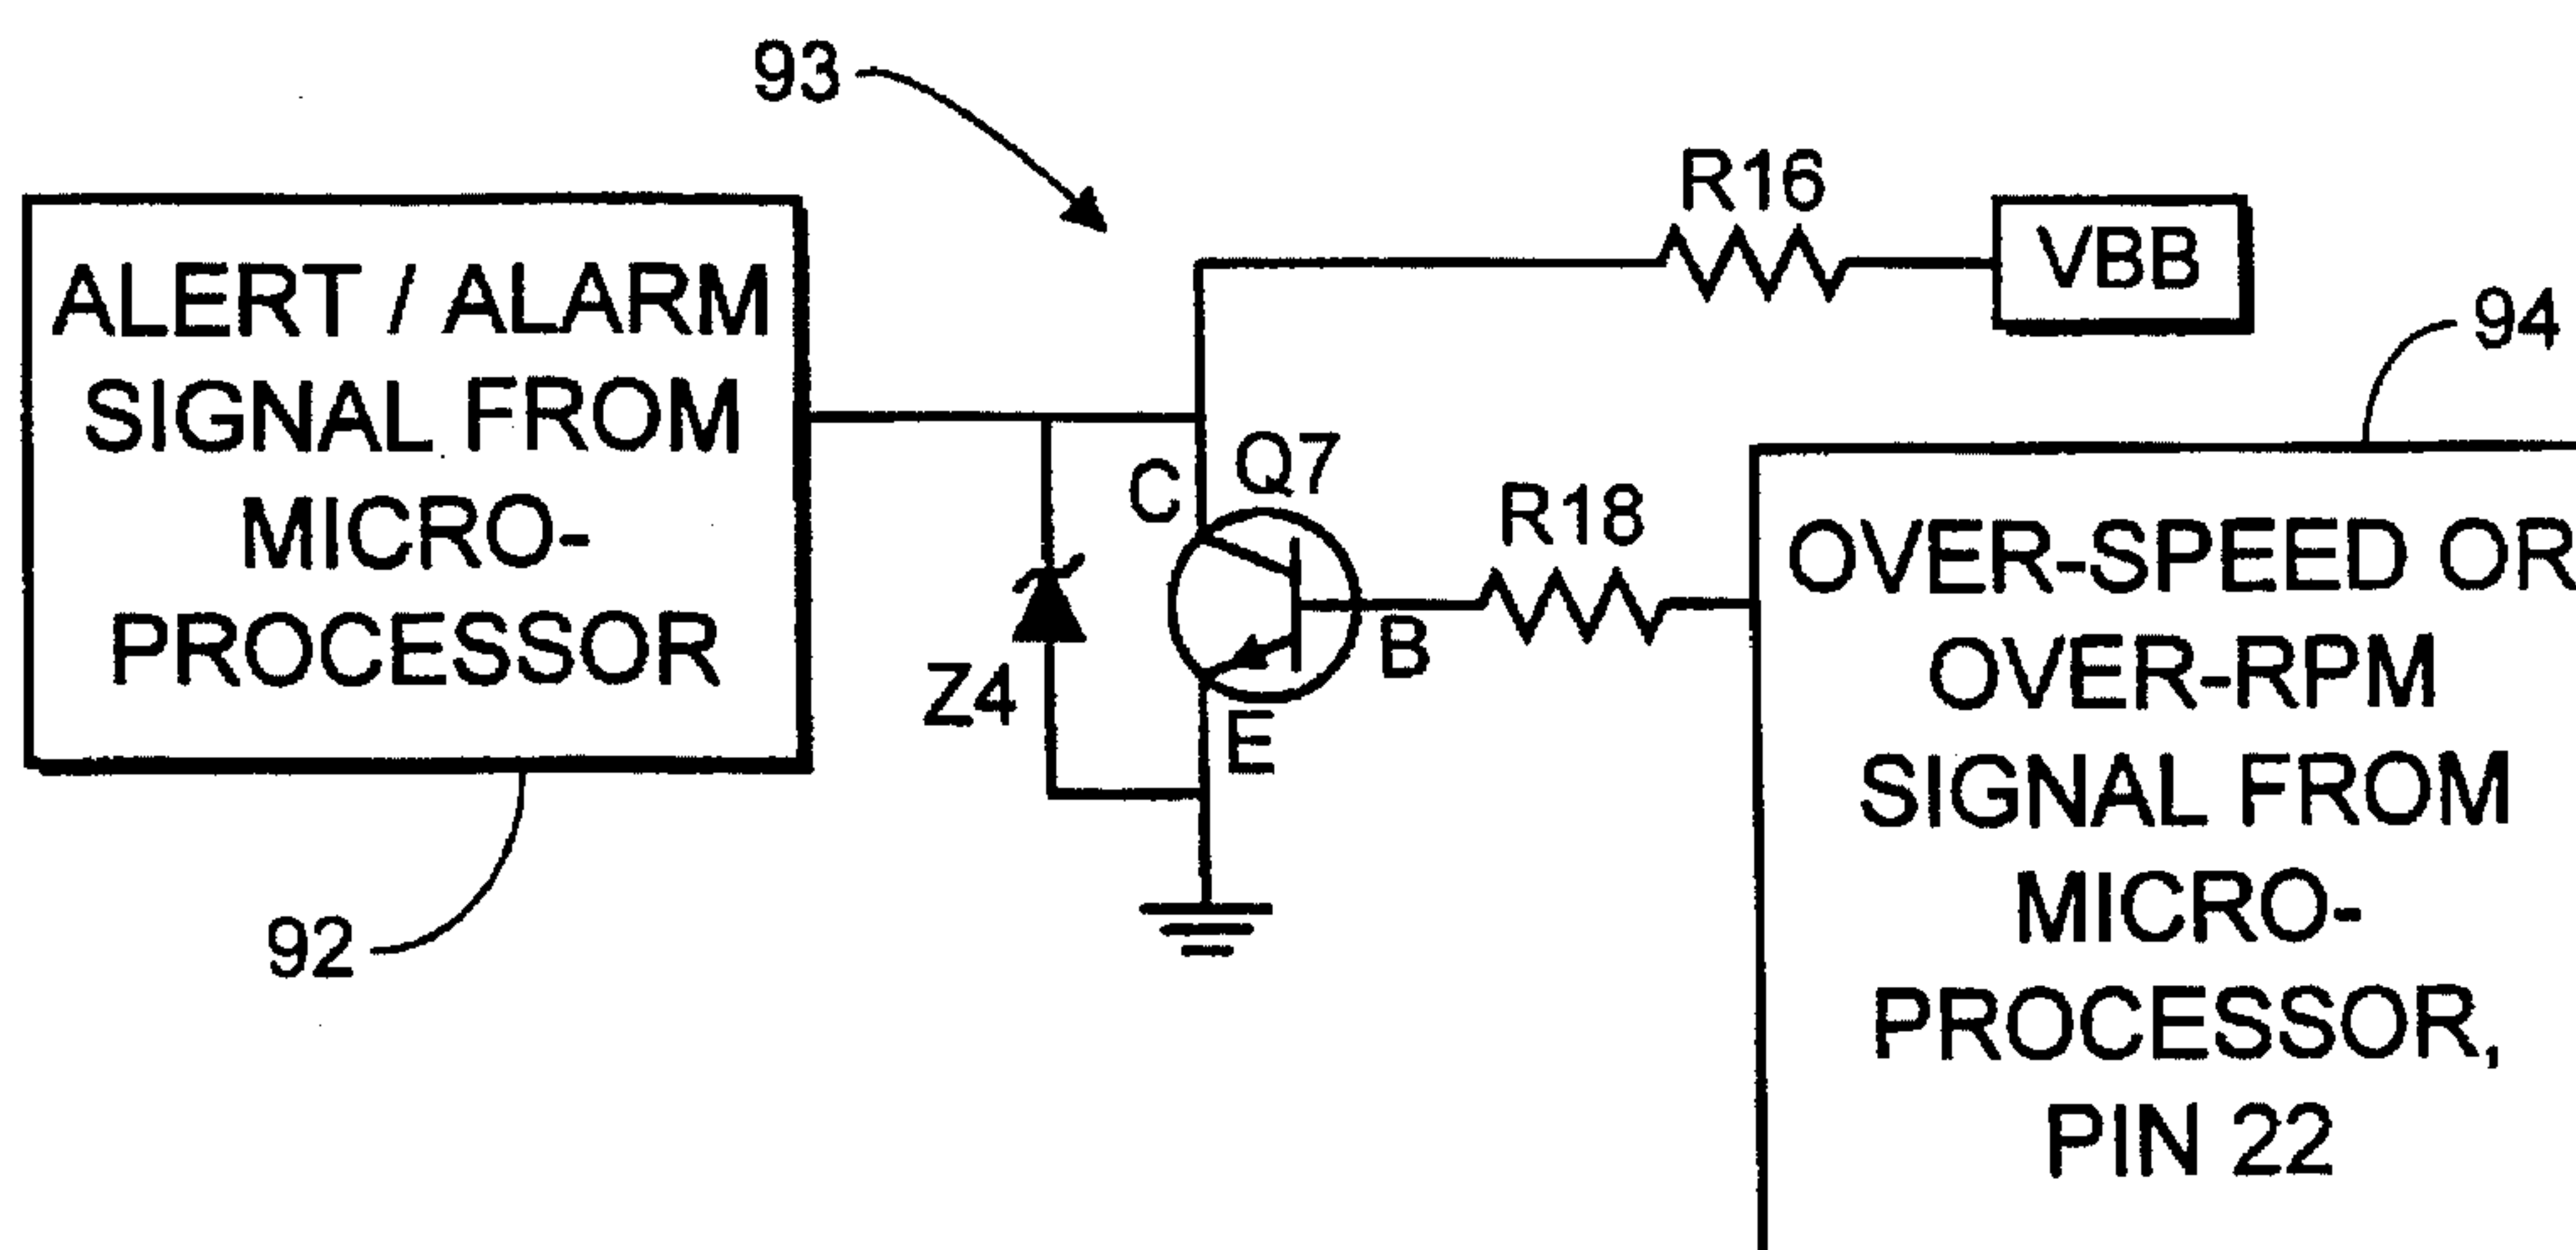 93
R16
VBB
94
ALERT / ALARM
SIGNAL FROM
MICRO-
PROCESSOR
92
C
Q7
R18
B
Z4
E
OVER-SPEED OR
OVER-RPM
SIGNAL FROM
MICRO-
PROCESSOR,
PIN 22